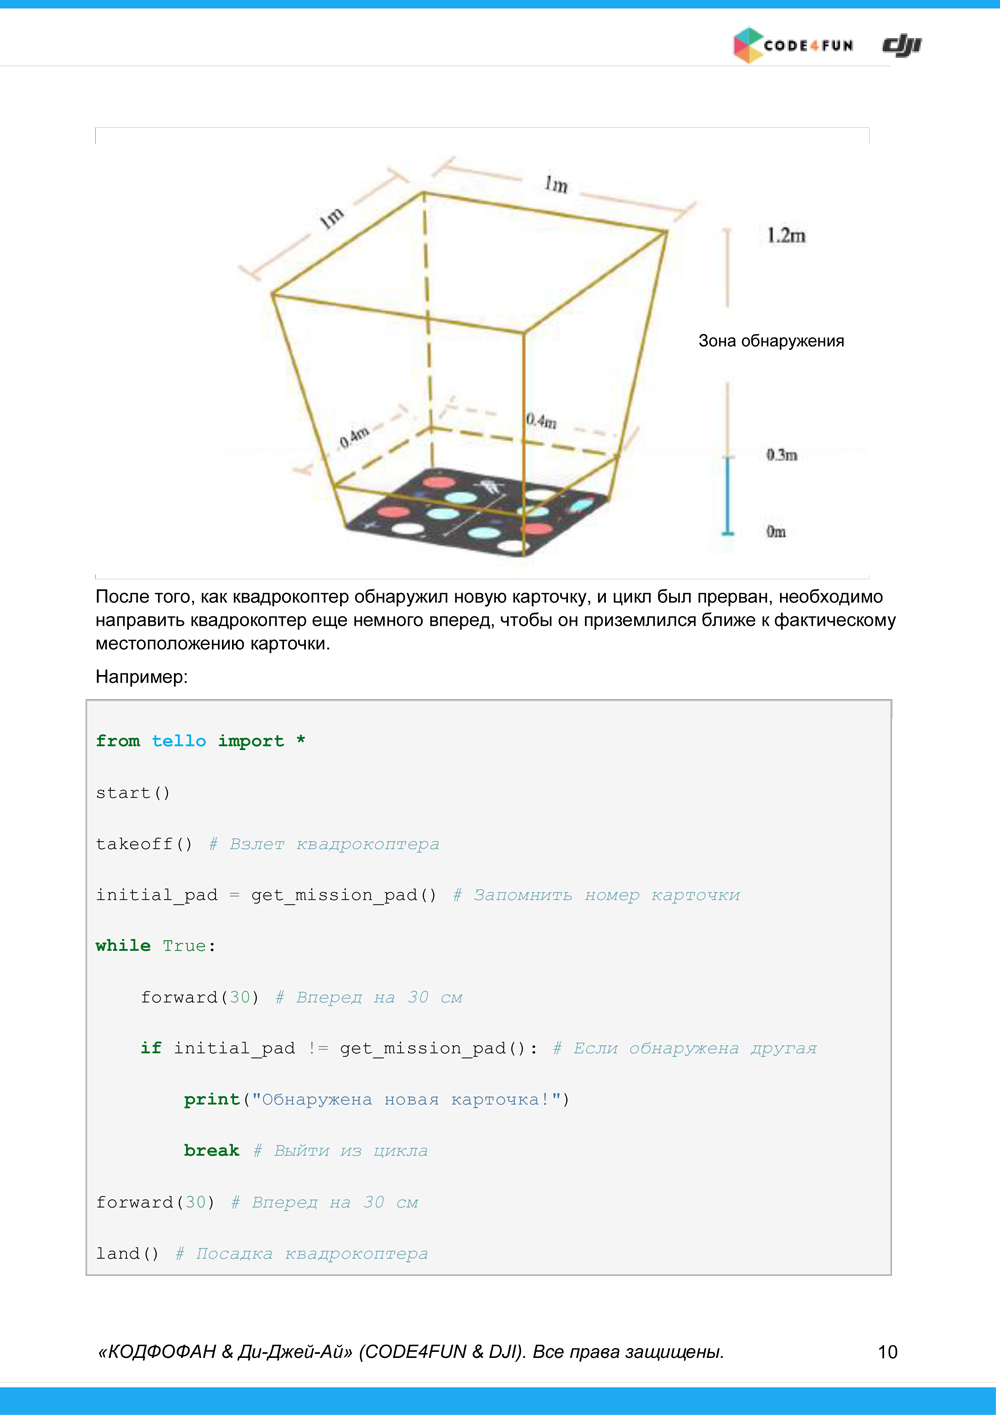 CODE4FUN dji
1m
1m
1.2m
Зона обнаружения
0.4m
0.4m
0.3m
0m
После того, как квадрокоптер обнаружил новую карточку, и цикл был прерван, необходимо
направить квадрокоптер еще немного вперед, чтобы он приземлился ближе к фактическому
местоположению карточки.
Например:
from tello import *
start()
takeoff() # Взлет квадрокоптера
initial_pad = get_mission_pad() # Запомнить номер карточки
while True:
forward(30) # Вперед на 30 см
if initial_pad != get_mission_pad(): # Если обнаружена другая
print("Обнаружена новая карточка!")
break # Выйти из цикла
forward(30) # Вперед на 30 см
land() # Посадка квадрокоптера
«КОДФОФАН & Ди-Джей-Ай» (CODE4FUN & DJI). Все права защищены. 10